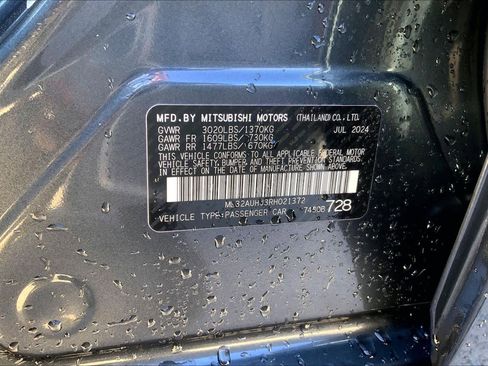 MFD.BY MITSUBISHI MOTORS (THAILAND)CO.,LTD.
GVWR 3020LBS/1370KG JUL 2024
GAWR FR 1609LBS/ 730KG
GAWR RR 1477LBS/ 670KG
THIS VEHICLE CONFORMS TO ALL APPLICABLE FEDERAL MOTOR
VEHICLE SAFETY, BUMPER, AND THEFT PREVENTION STANDARDS
IN EFFECT ON THE DATE OF MANUFACTURE SHOWN ABOVE.
VEHICLE TYPE:PASSENGER CAR 728